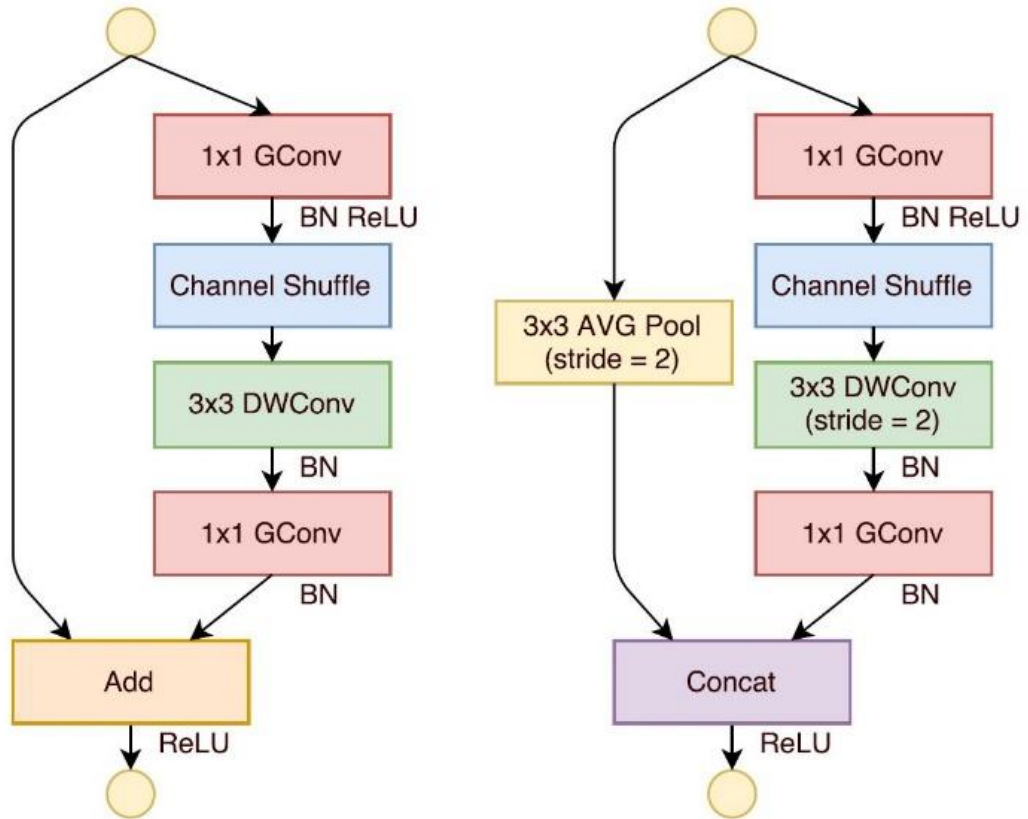 1x1 GConv
BN ReLU
Channel Shuffle
3x3 DWConv
BN
1x1 GConv
BN
Add
ReLU
1x1 GConv
BN ReLU
Channel Shuffle
3x3 AVG Pool
(stride = 2)
3x3 DWConv
(stride = 2)
BN
1x1 GConv
BN
Concat
ReLU